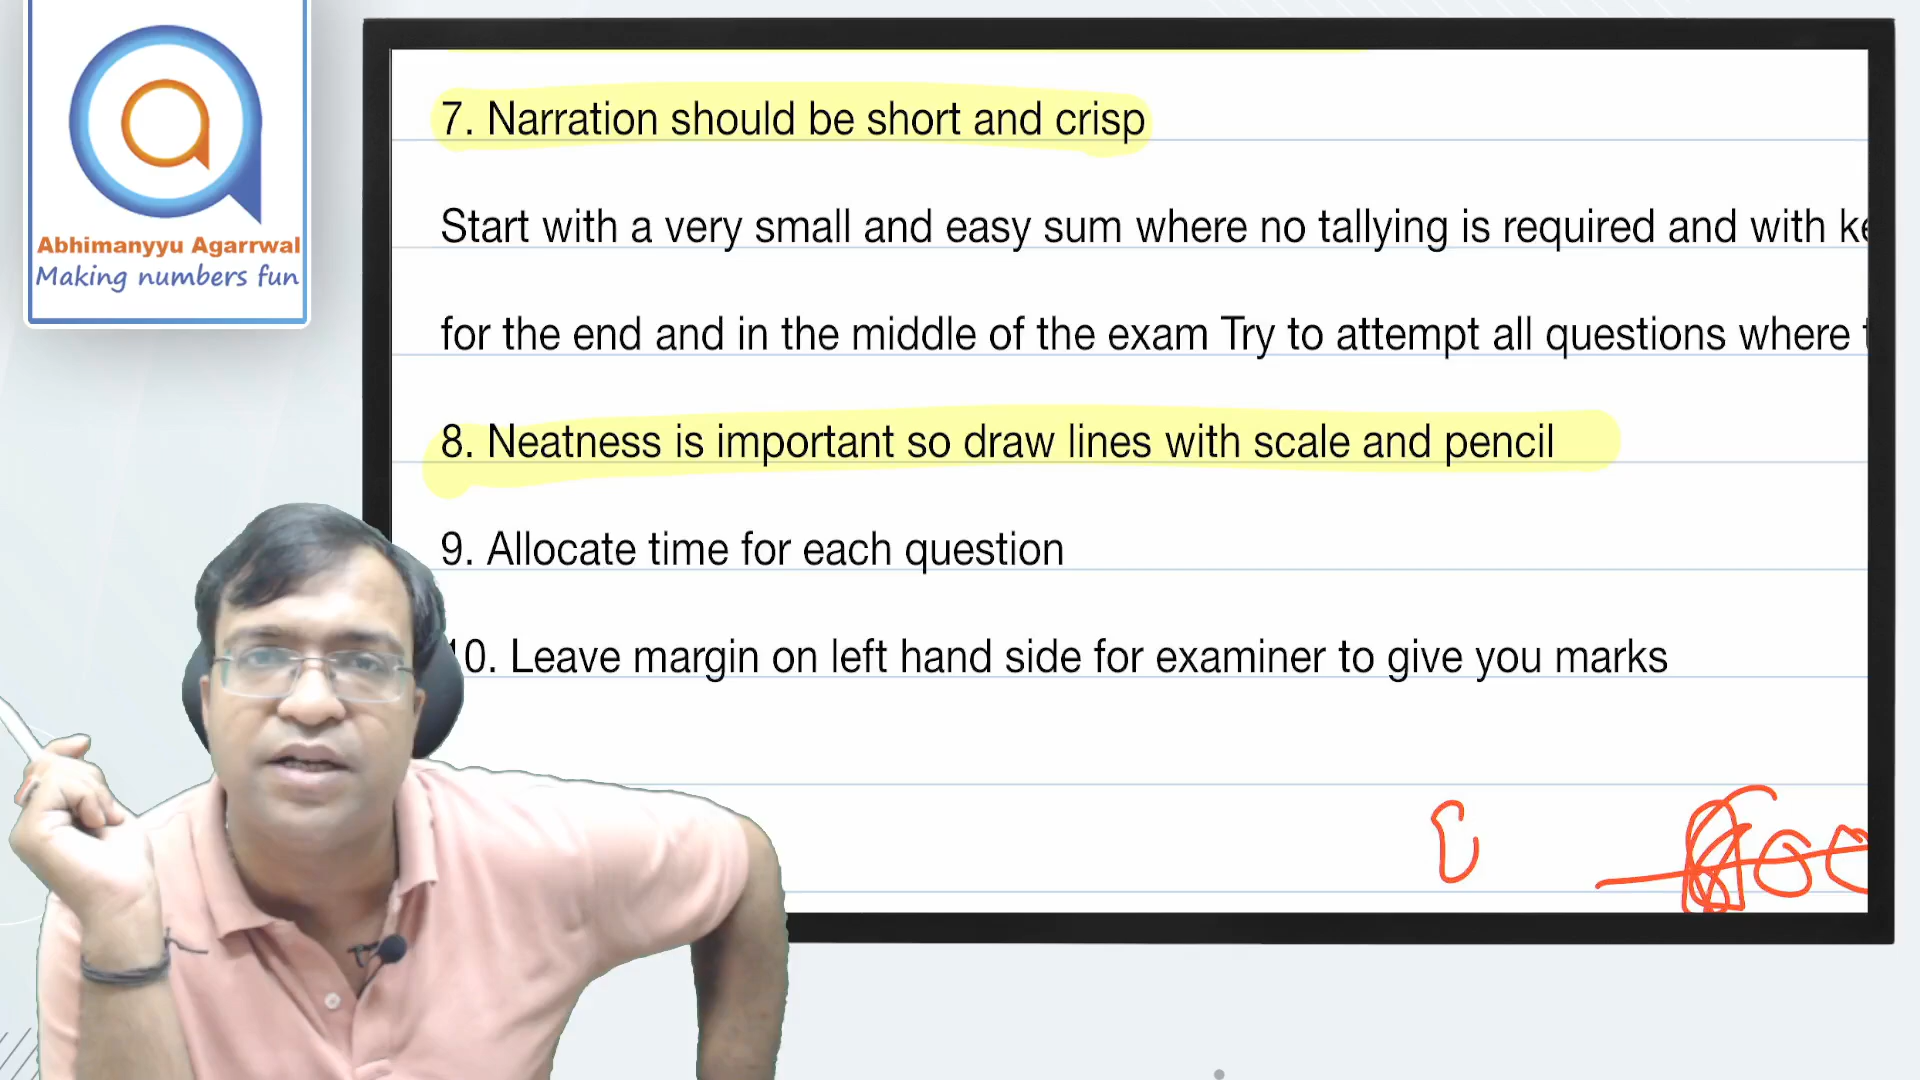 Abhimanyyu Agarrwal
Making numbers fun
7. Narration should be short and crisp
Start with a very small and easy sum where no tallying is required and with
for the end and in the middle of the exam Try to attempt all questions where
8. Neatness is important so draw lines with scale and pencil
9. Allocate time for each question
10. Leave margin on left hand side for examiner to give you marks